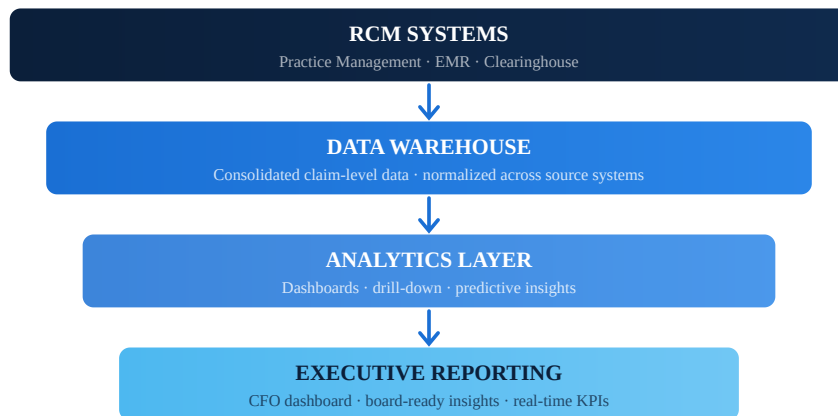 RCM SYSTEMS
Practice Management · EMR · Clearinghouse
DATA WAREHOUSE
Consolidated claim-level data · normalized across source systems
ANALYTICS LAYER
Dashboards · drill-down · predictive insights
EXECUTIVE REPORTING
CFO dashboard · board-ready insights · real-time KPIs